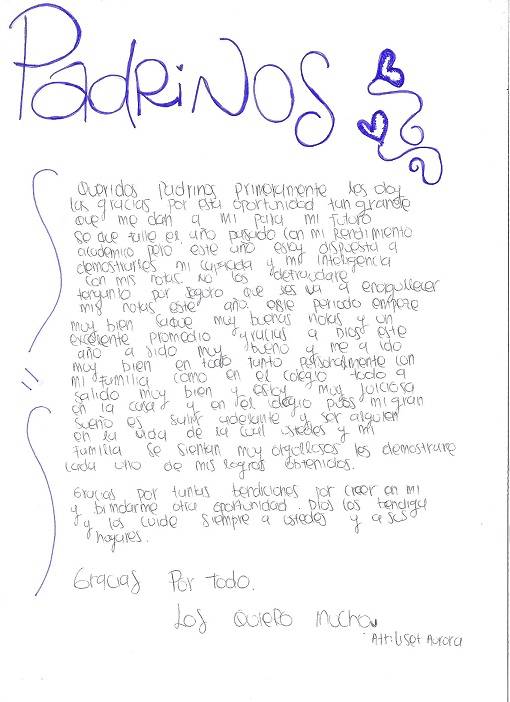 PadRiNOS
Queridos Padrinos primeramente les doy
las gracias por esta oportunidad tan grande
que me dan a mi para mi futuro
se que falle el año pasado con mi rendimiento
academico pero este año estoy dispuesta a
demostrarles mi capacidad y mi inteligencia
con mis notas no los defraudare
tenganlo por seguro que les va a enorgullecer
mis notas este año. este periodo empeze
muy bien saque muy buenas notas y un
excelente promedio gracias a Dios este
año a sido muy bueno y me a ido
muy bien en todo tanto personalmente con
mi familia como en el colegio todo a
salido muy bien y estoy muy juiciosa
en la casa y en el colegio pues mi gran
sueño es salir adelante y ser alguien
en la vida de la cual ustedes y mi
familia se sientan muy orgullosos les demostrare
cada uno de mis logros obtenidos.
Gracias por tantas bendiciones por creer en mi
y brindarme otra oportunidad. Dios los bendiga
y los cuide siempre a ustedes y a sus
hogares.
Gracias Por todo.
Los Quiero mucho
Aurora